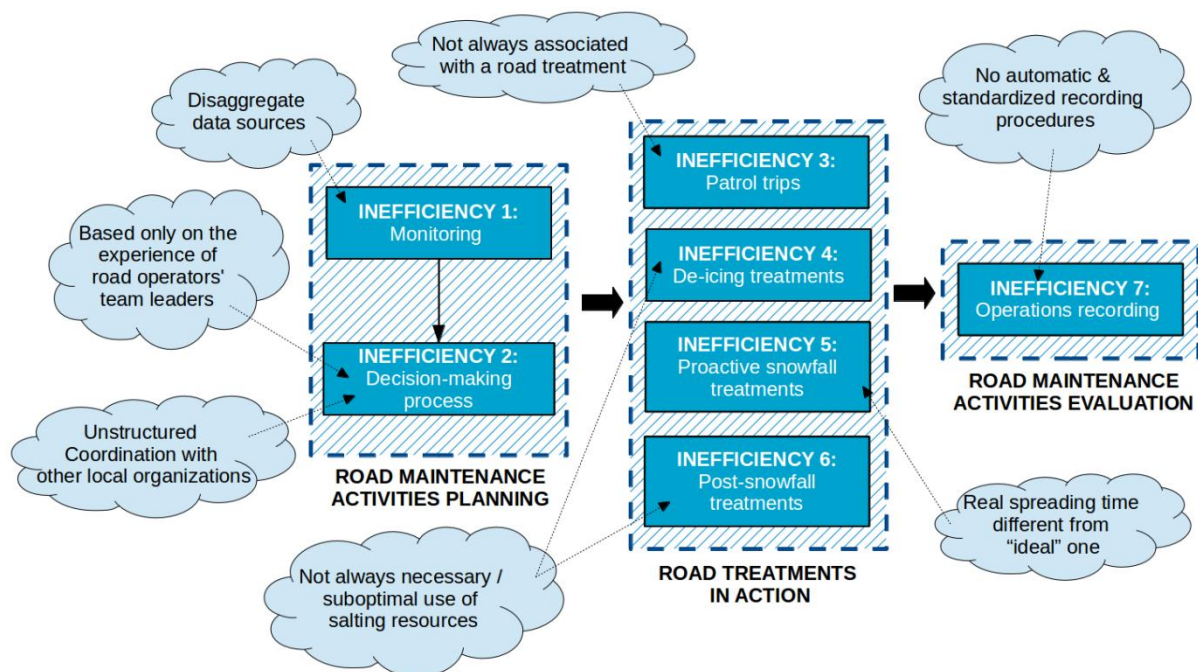 Not always associated
with a road treatment
No automatic &
standardized recording
procedures
Disaggregate
data sources
INEFFICIENCY 1:
Monitoring
INEFFICIENCY 3:
Patrol trips
Based only on the
experience of
road operators'
team leaders
INEFFICIENCY 4:
De-icing treatments
INEFFICIENCY 7:
Operations recording
INEFFICIENCY 2:
Decision-making
process
INEFFICIENCY 5:
Proactive snowfall
treatments
ROAD MAINTENANCE
ACTIVITIES EVALUATION
Unstructured
Coordination with
other local organizations
ROAD MAINTENANCE
ACTIVITIES PLANNING
INEFFICIENCY 6:
Post-snowfall
treatments
Real spreading time
different from
“ideal” one
Not always necessary /
suboptimal use of
salting resources
ROAD TREATMENTS
IN ACTION